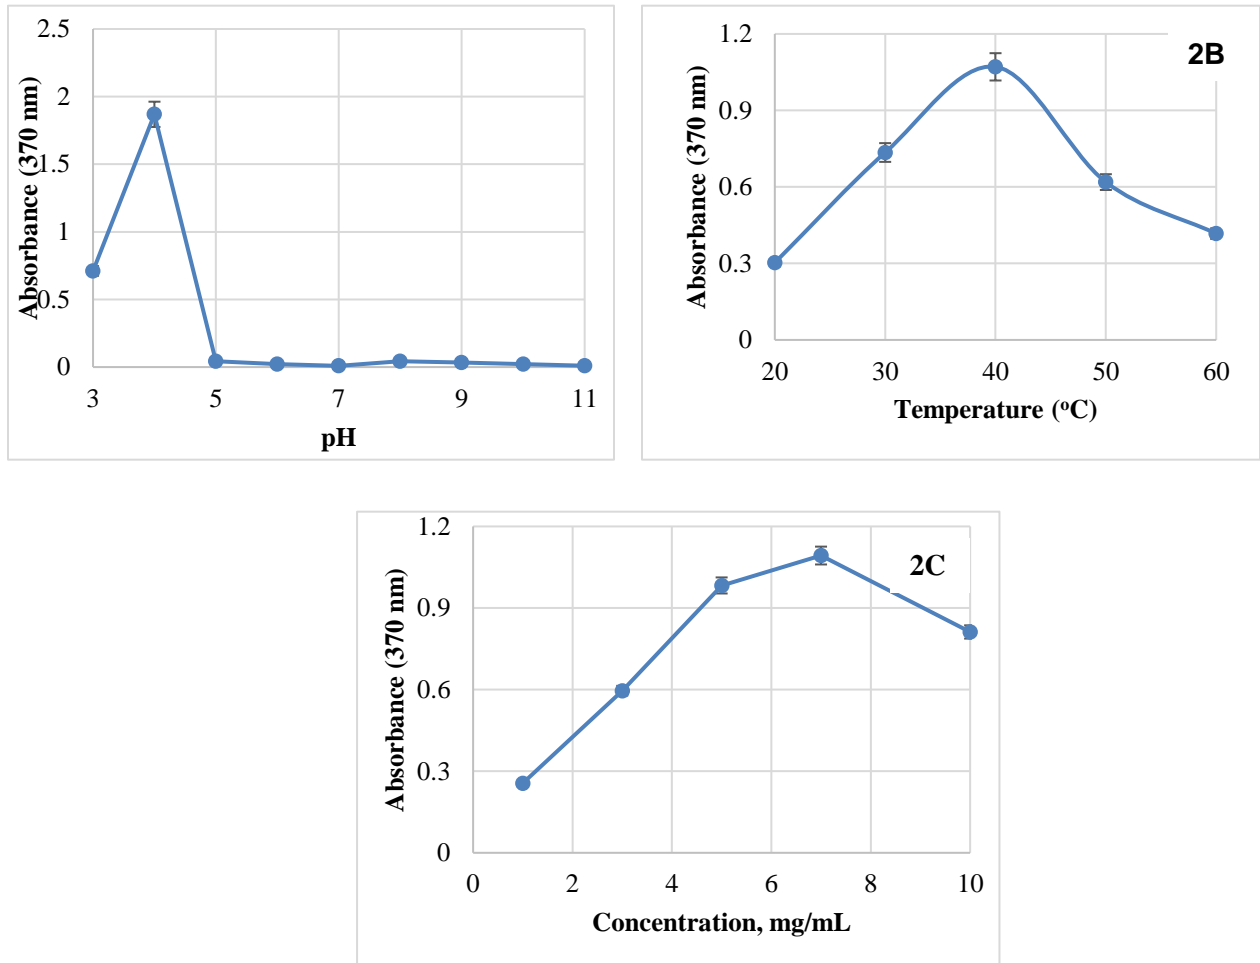 2.5
2
1.5
1
0.5
0
3 5 7 9 11
pH
Absorbance (370 nm)
2B
1.2
0.9
0.6
0.3
0
20 30 40 50 60
Temperature (°C)
Absorbance (370 nm)
2C
1.2
0.9
0.6
0.3
0
0 2 4 6 8 10
Concentration, mg/mL
Absorbance (370 nm)